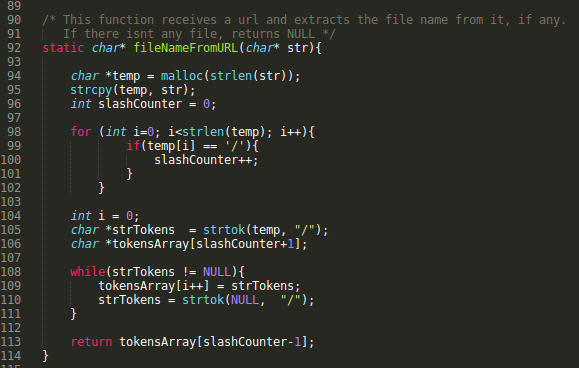 89
90 /* This function receives a url and extracts the file name from it, if any.
91 If there isnt any file, returns NULL */
92 static char* fileNameFromURL(char* str){
93
94 char *temp = malloc(strlen(str));
95 strcpy(temp, str);
96 int slashCounter = 0;
97
98 for (int i=0; i<strlen(temp); i++){
99 if(temp[i] == '/'){
100 slashCounter++;
101 }
102 }
103
104 int i = 0;
105 char *strTokens  = strtok(temp, "/");
106 char *tokensArray[slashCounter+1];
107
108 while(strTokens != NULL){
109 tokensArray[i++] = strTokens;
110 strTokens = strtok(NULL,  "/");
111 }
112
113 return tokensArray[slashCounter-1];
114 }
115